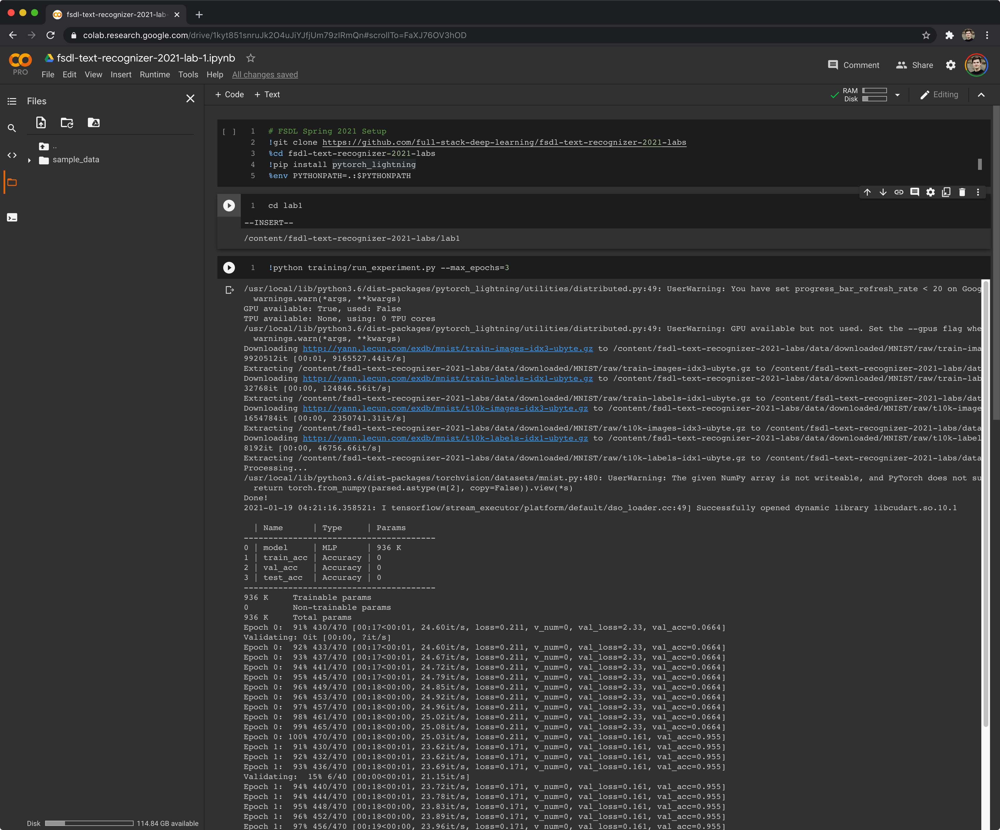 fsdl-text-recognizer-2021-lab-
colab.research.google.com/drive/1kyt851snruJk2O4uJiYJfjUm79zIRmQn#scrollTo=FaXJ76OV3hOD
PRO
fsdl-text-recognizer-2021-lab-1.ipynb
File Edit View Insert Runtime Tools Help All changes saved
Comment Share
Files
+ Code + Text
RAM
Disk
Editing
..
sample_data
[ ] 1 # FSDL Spring 2021 Setup
2 !git clone https://github.com/full-stack-deep-learning/fsdl-text-recognizer-2021-labs
3 %cd fsdl-text-recognizer-2021-labs
4 !pip install pytorch_lightning
5 %env PYTHONPATH=.:$PYTHONPATH
1 cd lab1
--INSERT--
/content/fsdl-text-recognizer-2021-labs/lab1
1 !python training/run_experiment.py --max_epochs=3
/usr/local/lib/python3.6/dist-packages/pytorch_lightning/utilities/distributed.py:49: UserWarning: You have set progress_bar_refresh_rate < 20 on Goog
warnings.warn(*args, **kwargs)
GPU available: True, used: False
TPU available: None, using: 0 TPU cores
/usr/local/lib/python3.6/dist-packages/pytorch_lightning/utilities/distributed.py:49: UserWarning: GPU available but not used. Set the --gpus flag whe
warnings.warn(*args, **kwargs)
Downloading http://yann.lecun.com/exdb/mnist/train-images-idx3-ubyte.gz to /content/fsdl-text-recognizer-2021-labs/data/downloaded/MNIST/raw/train-ima
9920512it [00:01, 9165527.44it/s]
Extracting /content/fsdl-text-recognizer-2021-labs/data/downloaded/MNIST/raw/train-images-idx3-ubyte.gz to /content/fsdl-text-recognizer-2021-labs/dat
Downloading http://yann.lecun.com/exdb/mnist/train-labels-idx1-ubyte.gz to /content/fsdl-text-recognizer-2021-labs/data/downloaded/MNIST/raw/train-lab
32768it [00:00, 124846.56it/s]
Extracting /content/fsdl-text-recognizer-2021-labs/data/downloaded/MNIST/raw/train-labels-idx1-ubyte.gz to /content/fsdl-text-recognizer-2021-labs/dat
Downloading http://yann.lecun.com/exdb/mnist/t10k-images-idx3-ubyte.gz to /content/fsdl-text-recognizer-2021-labs/data/downloaded/MNIST/raw/t10k-image
1654784it [00:00, 2350741.31it/s]
Extracting /content/fsdl-text-recognizer-2021-labs/data/downloaded/MNIST/raw/t10k-images-idx3-ubyte.gz to /content/fsdl-text-recognizer-2021-labs/data
Downloading http://yann.lecun.com/exdb/mnist/t10k-labels-idx1-ubyte.gz to /content/fsdl-text-recognizer-2021-labs/data/downloaded/MNIST/raw/t10k-label
8192it [00:00, 46756.66it/s]
Extracting /content/fsdl-text-recognizer-2021-labs/data/downloaded/MNIST/raw/t10k-labels-idx1-ubyte.gz to /content/fsdl-text-recognizer-2021-labs/data
Processing...
/usr/local/lib/python3.6/dist-packages/torchvision/datasets/mnist.py:480: UserWarning: The given NumPy array is not writeable, and PyTorch does not su
return torch.from_numpy(parsed.astype(m[2], copy=False)).view(*s)
Done!
2021-01-19 04:21:16.358521: I tensorflow/stream_executor/platform/default/dso_loader.cc:49] Successfully opened dynamic library libcudart.so.10.1
| Name | Type | Params
---------------------------------------
0 | model | MLP | 936 K
1 | train_acc | Accuracy | 0
2 | val_acc | Accuracy | 0
3 | test_acc | Accuracy | 0
---------------------------------------
936 K Trainable params
0 Non-trainable params
936 K Total params
Epoch 0: 91% 430/470 [00:17<00:01, 24.60it/s, loss=0.211, v_num=0, val_loss=2.33, val_acc=0.0664]
Validating: 0it [00:00, ?it/s]
Epoch 0: 92% 433/470 [00:17<00:01, 24.60it/s, loss=0.211, v_num=0, val_loss=2.33, val_acc=0.0664]
Epoch 0: 93% 437/470 [00:17<00:01, 24.67it/s, loss=0.211, v_num=0, val_loss=2.33, val_acc=0.0664]
Epoch 0: 94% 441/470 [00:17<00:01, 24.72it/s, loss=0.211, v_num=0, val_loss=2.33, val_acc=0.0664]
Epoch 0: 95% 445/470 [00:17<00:01, 24.79it/s, loss=0.211, v_num=0, val_loss=2.33, val_acc=0.0664]
Epoch 0: 96% 449/470 [00:18<00:00, 24.85it/s, loss=0.211, v_num=0, val_loss=2.33, val_acc=0.0664]
Epoch 0: 96% 453/470 [00:18<00:00, 24.92it/s, loss=0.211, v_num=0, val_loss=2.33, val_acc=0.0664]
Epoch 0: 97% 457/470 [00:18<00:00, 24.96it/s, loss=0.211, v_num=0, val_loss=2.33, val_acc=0.0664]
Epoch 0: 98% 461/470 [00:18<00:00, 25.02it/s, loss=0.211, v_num=0, val_loss=2.33, val_acc=0.0664]
Epoch 0: 99% 465/470 [00:18<00:00, 25.08it/s, loss=0.211, v_num=0, val_loss=2.33, val_acc=0.0664]
Epoch 0: 100% 470/470 [00:18<00:00, 25.03it/s, loss=0.211, v_num=0, val_loss=0.161, val_acc=0.955]
Epoch 1: 91% 430/470 [00:18<00:01, 23.62it/s, loss=0.171, v_num=0, val_loss=0.161, val_acc=0.955]
Epoch 1: 92% 432/470 [00:18<00:01, 23.62it/s, loss=0.171, v_num=0, val_loss=0.161, val_acc=0.955]
Epoch 1: 93% 436/470 [00:18<00:01, 23.69it/s, loss=0.171, v_num=0, val_loss=0.161, val_acc=0.955]
Validating: 15% 6/40 [00:00<00:01, 21.15it/s]
Epoch 1: 94% 440/470 [00:18<00:01, 23.72it/s, loss=0.171, v_num=0, val_loss=0.161, val_acc=0.955]
Epoch 1: 94% 444/470 [00:18<00:01, 23.78it/s, loss=0.171, v_num=0, val_loss=0.161, val_acc=0.955]
Epoch 1: 95% 448/470 [00:18<00:00, 23.83it/s, loss=0.171, v_num=0, val_loss=0.161, val_acc=0.955]
Epoch 1: 96% 452/470 [00:18<00:00, 23.89it/s, loss=0.171, v_num=0, val_loss=0.161, val_acc=0.955]
Epoch 1: 97% 456/470 [00:19<00:00, 23.96it/s, loss=0.171, v_num=0, val_loss=0.161, val_acc=0.955]
Disk 114.84 GB available